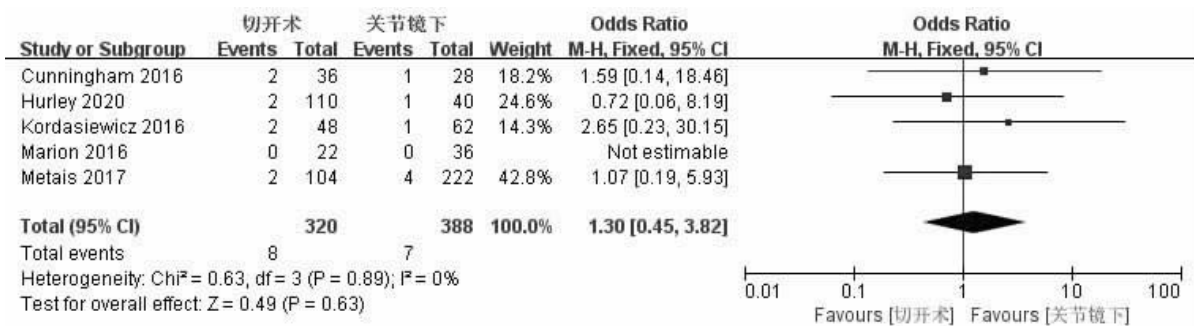 切开术 关节镜下 Odds Ratio Odds Ratio
Study or Subgroup Events Total Events Total Weight M-H, Fixed, 95% CI M-H, Fixed, 95% CI
Cunningham 2016 2 36 1 28 18.2% 1.59 [0.14, 18.46]
Hurley 2020 2 110 1 40 24.6% 0.72 [0.06, 8.19]
Kordasiewicz 2016 2 48 1 62 14.3% 2.65 [0.23, 30.15]
Marion 2016 0 22 0 36 Not estimable
Metais 2017 2 104 4 222 42.8% 1.07 [0.19, 5.93]
Total (95% CI) 320 388 100.0% 1.30 [0.45, 3.82]
Total events 8 7
Heterogeneity: Chi² = 0.63, df = 3 (P = 0.89); I² = 0%
Test for overall effect: Z = 0.49 (P = 0.63)
0.01 0.1 1 10 100
Favours [切开术] Favours [关节镜下]